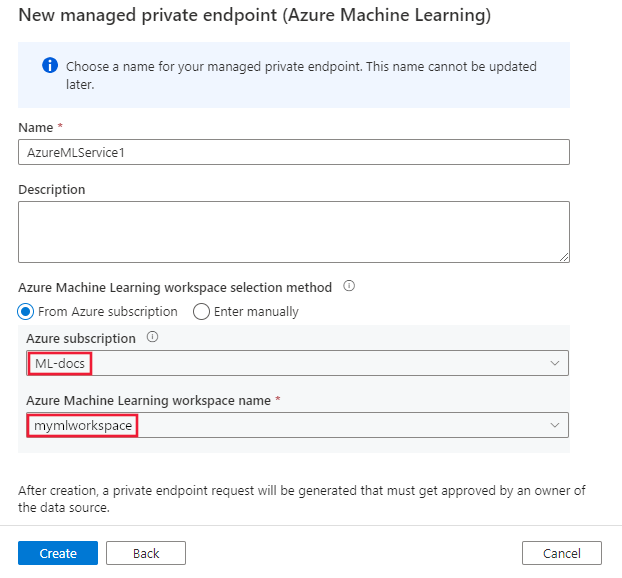 New managed private endpoint (Azure Machine Learning)
Choose a name for your managed private endpoint. This name cannot be updated
later.
Name *
AzureMLService1
Description
Azure Machine Learning workspace selection method
From Azure subscription Enter manually
Azure subscription
ML-docs
Azure Machine Learning workspace name *
mymlworkspace
After creation, a private endpoint request will be generated that must get approved by an owner of
the data source.
Create Back Cancel